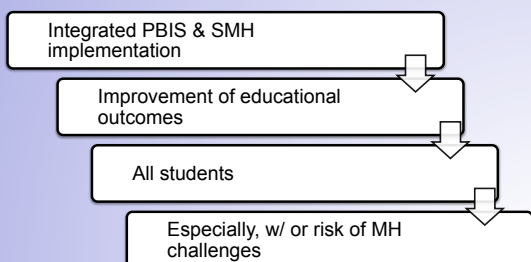 Integrated PBIS & SMH
implementation
Improvement of educational
outcomes
All students
Especially, w/ or risk of MH
challenges